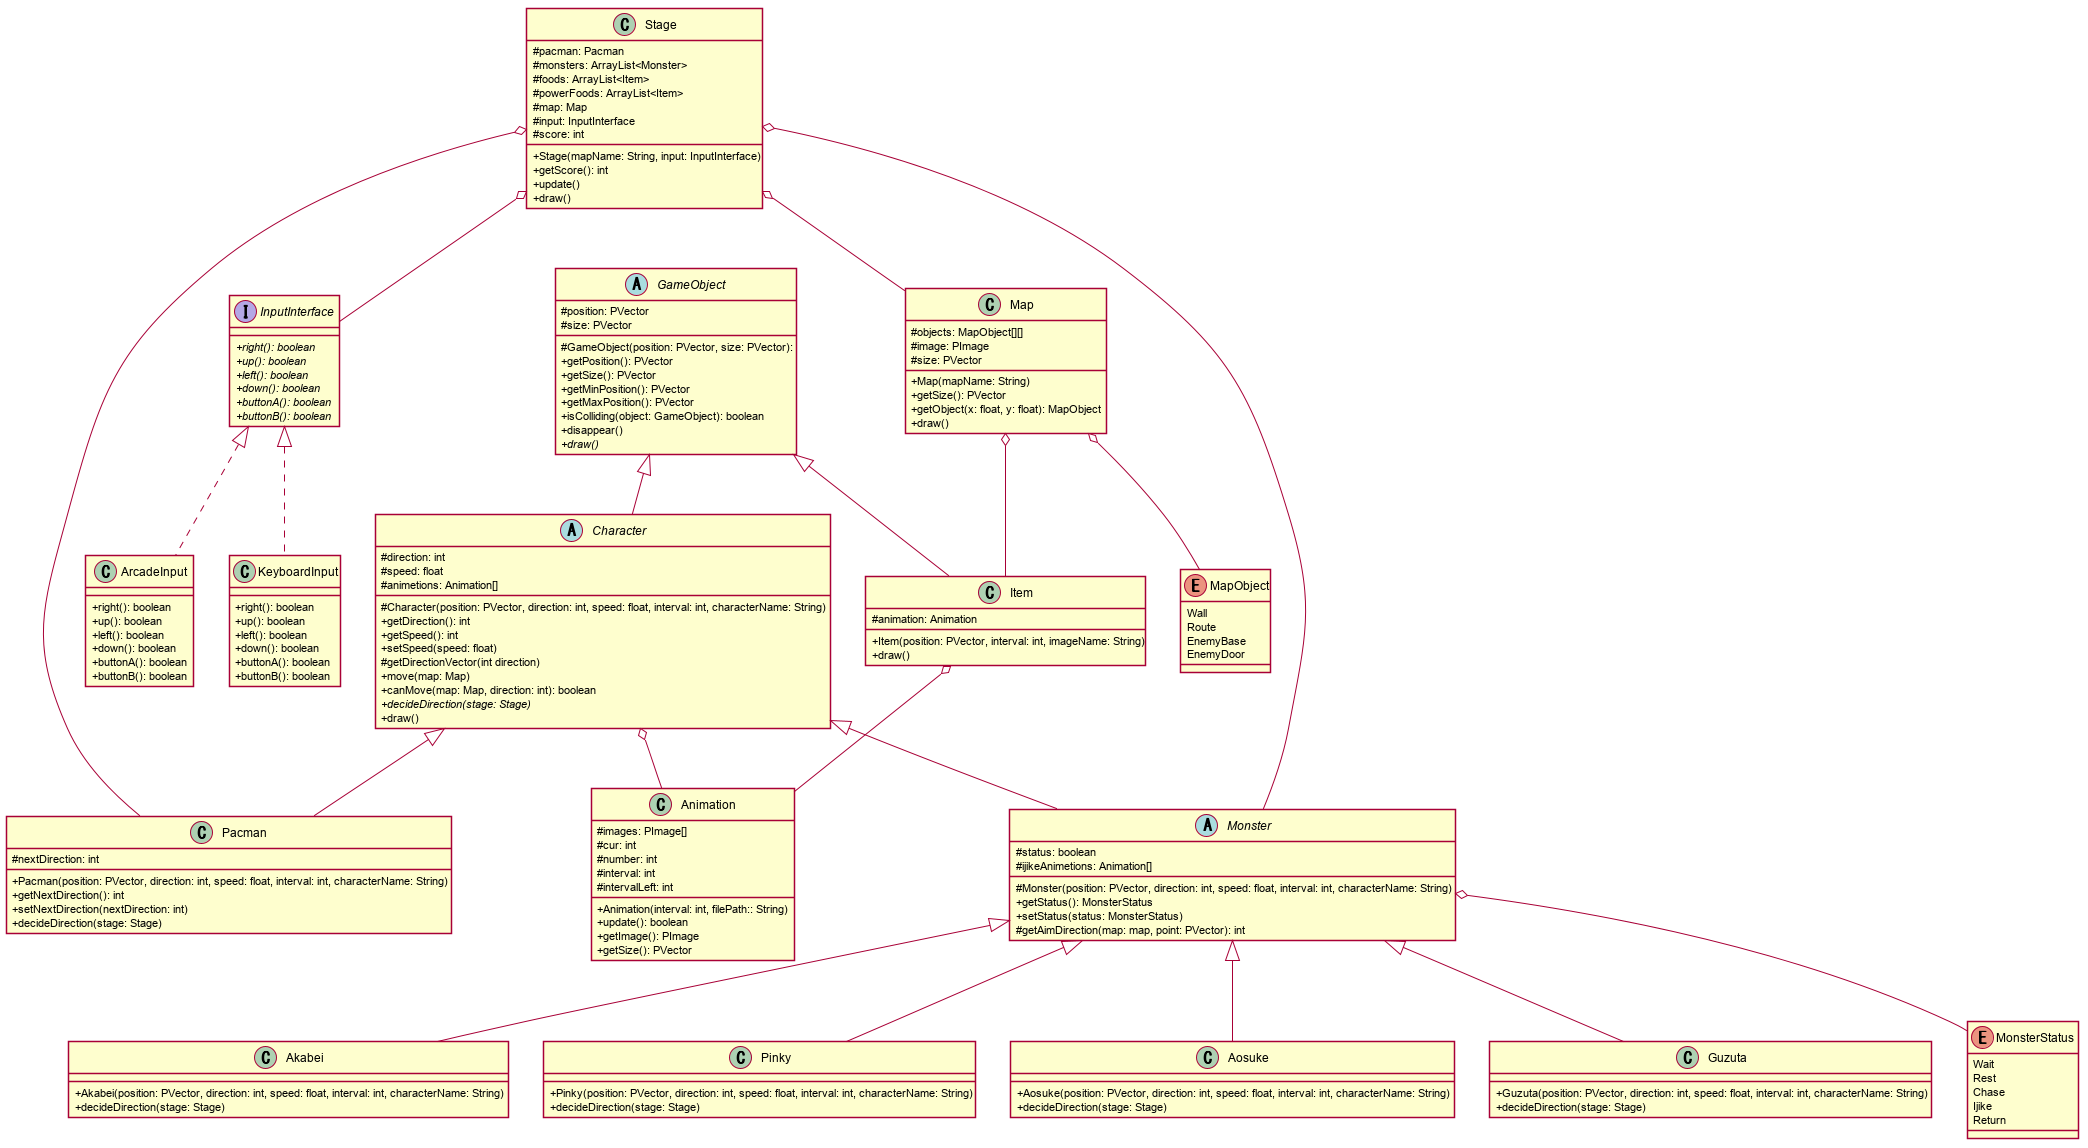 C Stage
#pacman: Pacman
#monsters: ArrayList<Monster>
#foods: ArrayList<Item>
#powerFoods: ArrayList<Item>
#map: Map
#input: InputInterface
#score: int
+Stage(mapName: String, input: InputInterface)
+getScore(): int
+update()
+draw()
I InputInterface
+right(): boolean
+up(): boolean
+left(): boolean
+down(): boolean
+buttonA(): boolean
+buttonB(): boolean
A GameObject
#position: PVector
#size: PVector
#GameObject(position: PVector, size: PVector):
+getPosition(): PVector
+getSize(): PVector
+getMinPosition(): PVector
+getMaxPosition(): PVector
+isColliding(object: GameObject): boolean
+disappear()
+draw()
C Map
#objects: MapObject[][]
#image: PImage
#size: PVector
+Map(mapName: String)
+getSize(): PVector
+getObject(x: float, y: float): MapObject
+draw()
C ArcadeInput
+right(): boolean
+up(): boolean
+left(): boolean
+down(): boolean
+buttonA(): boolean
+buttonB(): boolean
C KeyboardInput
+right(): boolean
+up(): boolean
+left(): boolean
+down(): boolean
+buttonA(): boolean
+buttonB(): boolean
A Character
#direction: int
#speed: float
#animetions: Animation[]
#Character(position: PVector, direction: int, speed: float, interval: int, characterName: String)
+getDirection(): int
+getSpeed(): int
+setSpeed(speed: float)
#getDirectionVector(int direction)
+move(map: Map)
+canMove(map: Map, direction: int): boolean
+decideDirection(stage: Stage)
+draw()
C Item
#animation: Animation
+Item(position: PVector, interval: int, imageName: String)
+draw()
E MapObject
Wall
Route
EnemyBase
EnemyDoor
C Pacman
#nextDirection: int
+Pacman(position: PVector, direction: int, speed: float, interval: int, characterName: String)
+getNextDirection(): int
+setNextDirection(nextDirection: int)
+decideDirection(stage: Stage)
C Animation
#images: PImage[]
#cur: int
#number: int
#interval: int
#intervalLeft: int
+Animation(interval: int, filePath:: String)
+update(): boolean
+getImage(): PImage
+getSize(): PVector
A Monster
#status: boolean
#ijikeAnimetions: Animation[]
#Monster(position: PVector, direction: int, speed: float, interval: int, characterName: String)
+getStatus(): MonsterStatus
+setStatus(status: MonsterStatus)
#getAimDirection(map: map, point: PVector): int
C Akabei
+Akabei(position: PVector, direction: int, speed: float, interval: int, characterName: String)
+decideDirection(stage: Stage)
C Pinky
+Pinky(position: PVector, direction: int, speed: float, interval: int, characterName: String)
+decideDirection(stage: Stage)
C Aosuke
+Aosuke(position: PVector, direction: int, speed: float, interval: int, characterName: String)
+decideDirection(stage: Stage)
C Guzuta
+Guzuta(position: PVector, direction: int, speed: float, interval: int, characterName: String)
+decideDirection(stage: Stage)
E MonsterStatus
Wait
Rest
Chase
Ijike
Return